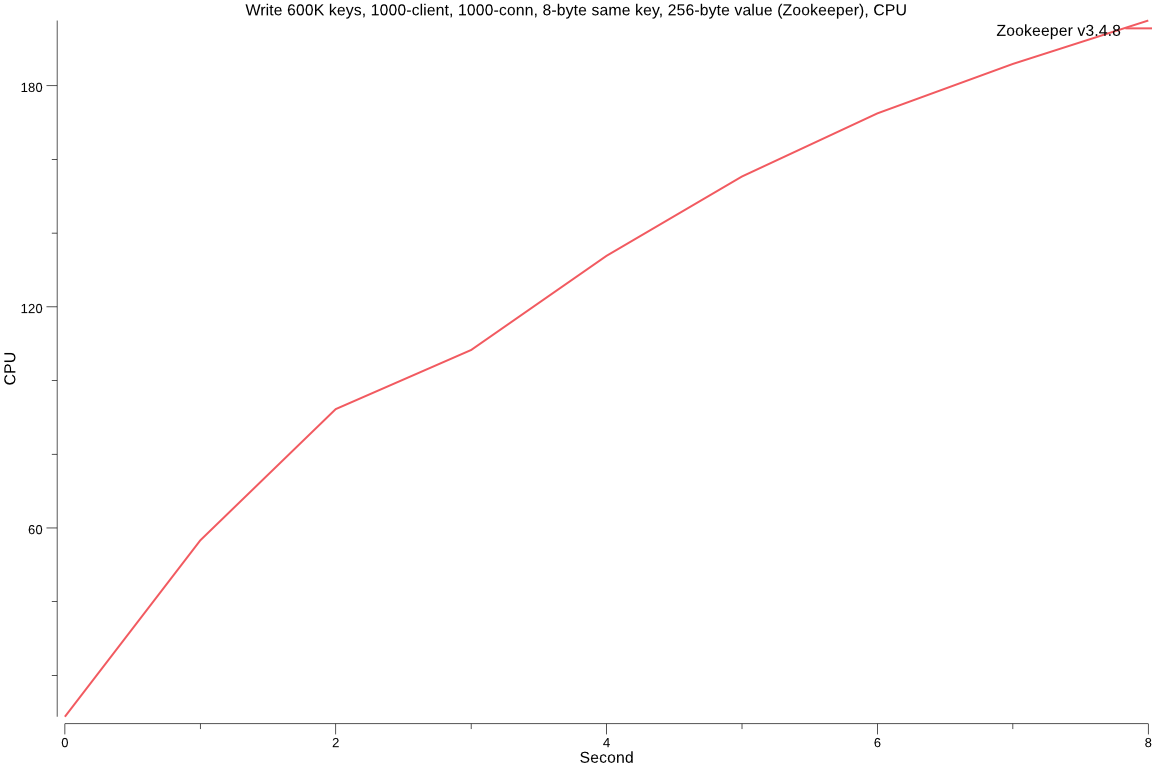 Write 600K keys, 1000-client, 1000-conn, 8-byte same key, 256-byte value (Zookeeper), CPU
Zookeeper v3.4.8
180
120
60
CPU
0 2 4 6 8
Second